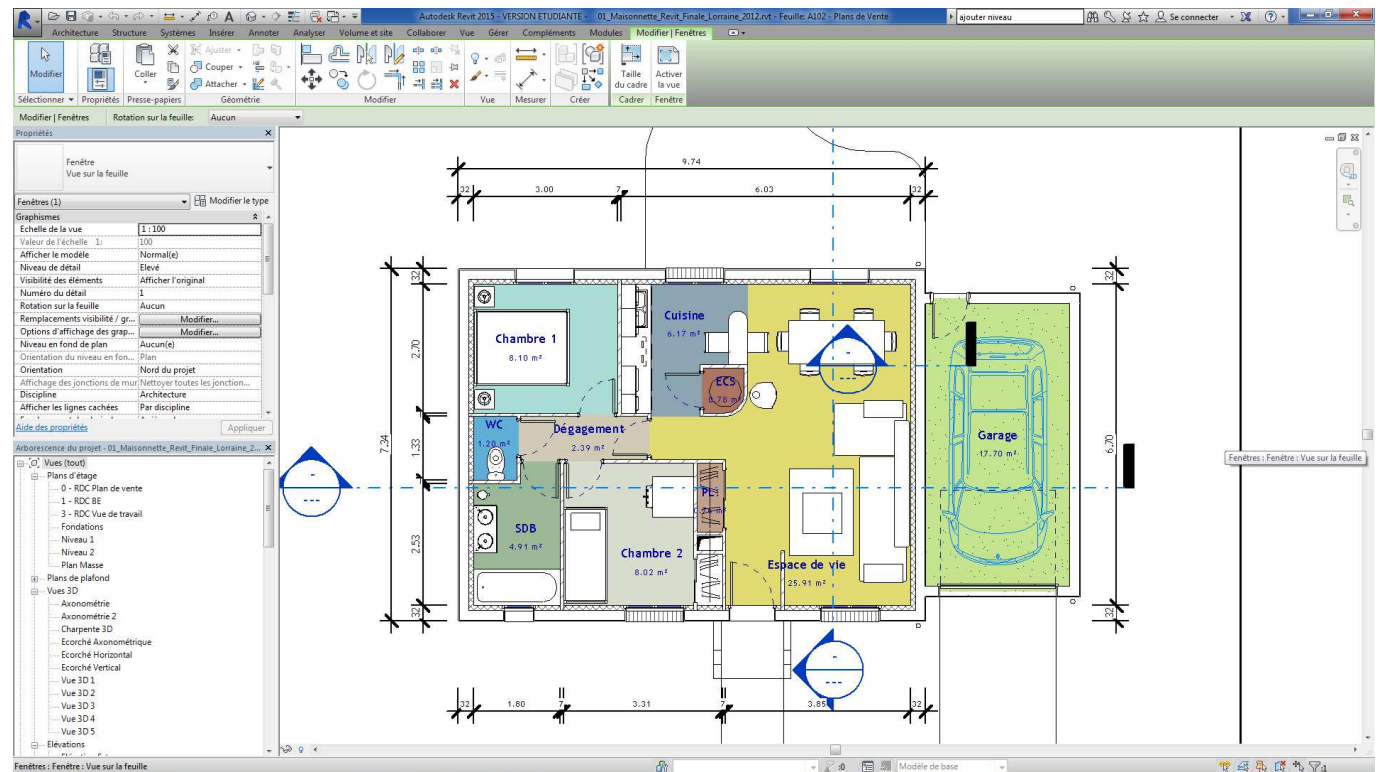 Autodesk Revit 2015 - VERSION ETUDIANTE - 01_Maisonnette_Revit_Finale_Lorraine_2012.rvt - Feuille: A102 - Plans de Vente
ajouter niveau
Se connecter
Architecture Structure Systèmes Insérer Annoter Analyser Volume et site Collaborer Vue Gérer Compléments Modules Modifier | Fenêtres
Modifier
Coller
Ajuster
Couper
Attacher
Taille du cadre
Activer la vue
Sélectionner Propriétés Presse-papiers Géométrie Modifier Vue Mesurer Créer Cadrer Fenêtre
Modifier | Fenêtres Rotation sur la feuille: Aucun
Propriétés
Fenêtre
Vue sur la feuille
Fenêtres (1) Modifier le type
Graphismes
Echelle de la vue 1 : 100
Valeur de l'échelle 1: 100
Afficher le modèle Normal(e)
Niveau de détail Elevé
Visibilité des éléments Afficher l'original
Numéro du détail 1
Rotation sur la feuille Aucun
Remplacements visibilité / gr... Modifier...
Options d'affichage des grap... Modifier...
Niveau en fond de plan Aucun(e)
Orientation du niveau en fon... Plan
Orientation Nord du projet
Affichage des jonctions de mur Nettoyer toutes les jonction...
Discipline Architecture
Afficher les lignes cachées Par discipline
Aide des propriétés Appliquer
Arborescence du projet - 01_Maisonnette_Revit_Finale_Lorraine_2...
Vues (tout)
Plans d'étage
0 - RDC Plan de vente
1 - RDC BE
3 - RDC Vue de travail
Fondations
Niveau 1
Niveau 2
Plan Masse
Plans de plafond
Vues 3D
Axonométrie
Axonométrie 2
Charpente 3D
Ecorché Axonométrique
Ecorché Horizontal
Ecorché Vertical
Vue 3D 1
Vue 3D 2
Vue 3D 3
Vue 3D 4
Vue 3D 5
Elévations
9.74
32 3.00 7 6.03 32
32
2.70
1.33
2.53
32
7.34
32
6.70
32
Chambre 1
8.10 m²
Cuisine
6.17 m²
ECS
0.78 m²
WC
1.20 m²
Dégagement
2.39 m²
Garage
17.70 m²
PL
SDB
4.91 m²
Chambre 2
8.02 m²
Espace de vie
25.91 m²
32 1.80 7 3.31 7 3.85 32
Fenêtres : Fenêtre : Vue sur la feuille
Fenêtres : Fenêtre : Vue sur la feuille
:0
Modèle de base
:1